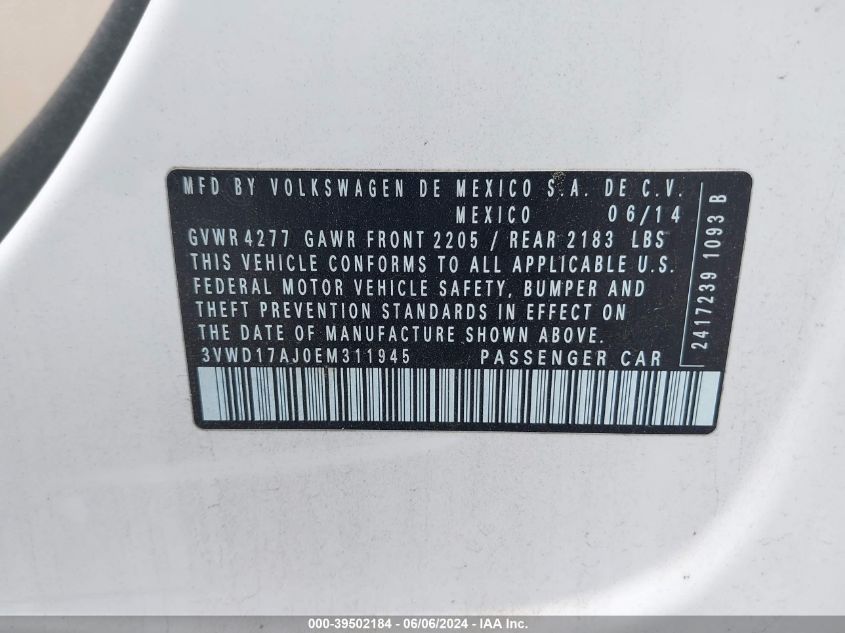 MFD BY VOLKSWAGEN DE MEXICO S.A. DE C.V.
MEXICO 06/14
GVWR 4277 GAWR FRONT 2205 / REAR 2183 LBS
THIS VEHICLE CONFORMS TO ALL APPLICABLE U.S.
FEDERAL MOTOR VEHICLE SAFETY, BUMPER AND
THEFT PREVENTION STANDARDS IN EFFECT ON
THE DATE OF MANUFACTURE SHOWN ABOVE.
3VWD17AJ0EM311945 PASSENGER CAR
2417239 1093 B
000-39502184 - 06/06/2024 - IAA Inc.